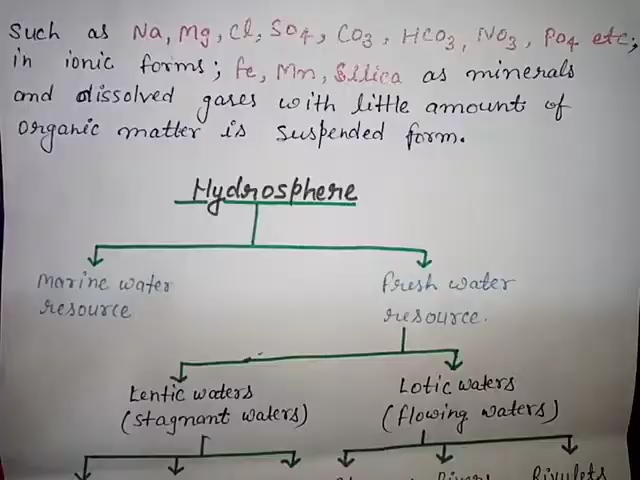 Such as Na, Mg, Cl, SO4, CO3, HCO3, NO3, PO4 etc;
in ionic forms; Fe, Mn, Silica as minerals
and dissolved gases with little amount of
organic matter is suspended form.
Hydrosphere
Marine water resource
Fresh water resource.
Lentic waters
(stagnant waters)
Lotic waters
(flowing waters)
Rivers
Rivulets